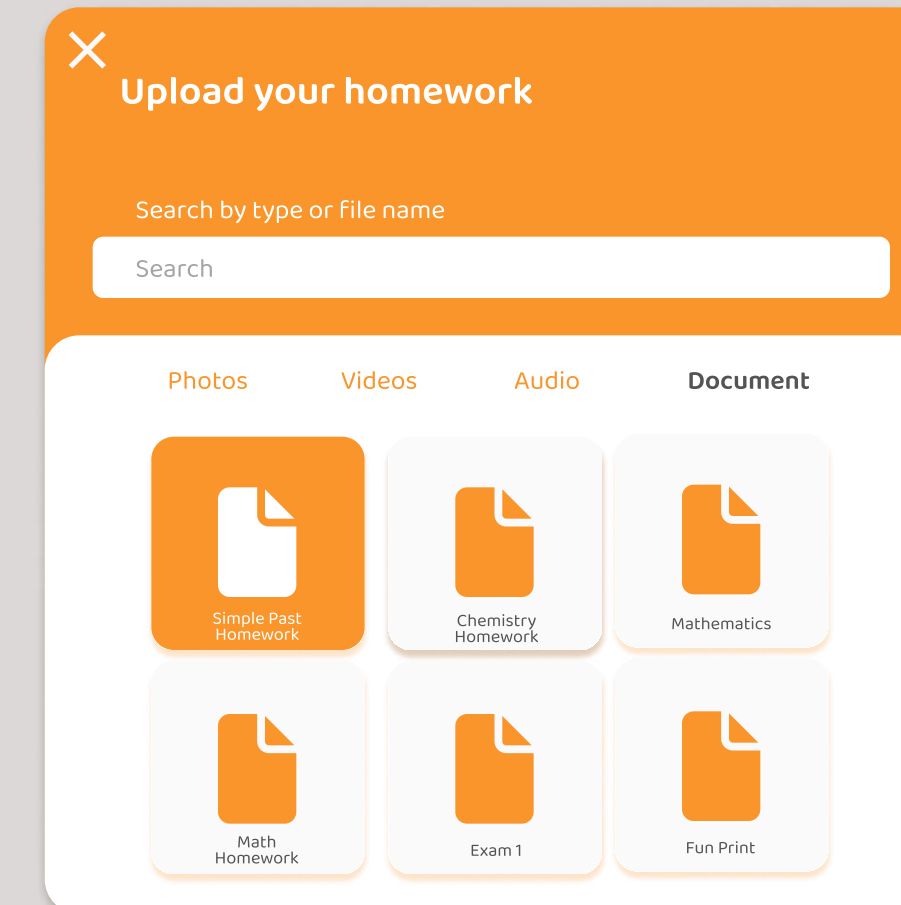 Upload your homework
Search by type or file name
Search
Photos Videos Audio Document
Simple Past
Homework
Chemistry
Homework
Mathematics
Math
Homework
Exam 1
Fun Print